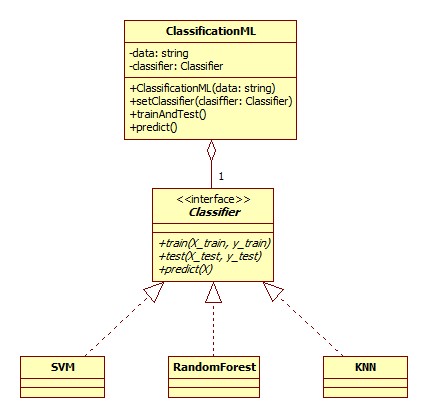 ClassificationML
-data: string
-classifier: Classifier
+ClassificationML(data: string)
+setClassifier(clasiffier: Classifier)
+trainAndTest()
+predict()
1
<<interface>>
Classifier
+train(X_train, y_train)
+test(X_test, y_test)
+predict(X)
SVM
RandomForest
KNN